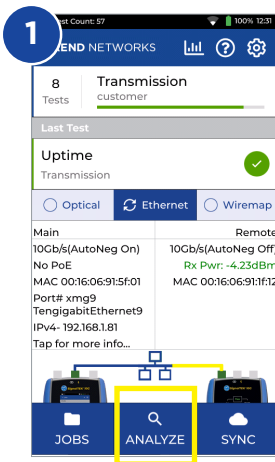 1
est Count: 57 100% 12:31
END NETWORKS
8 Tests
Transmission
customer
Last Test
Uptime
Transmission
Optical Ethernet Wiremap
Main Remote
10Gb/s(AutoNeg On) 10Gb/s(AutoNeg Off)
No PoE Rx Pwr: -4.23dBm
MAC 00:16:06:91:5f:01 MAC 00:16:06:91:1f:12
Port# xmg9
TengigabitEthernet9
IPv4- 192.168.1.81
Tap for more info...
JOBS ANALYZE SYNC